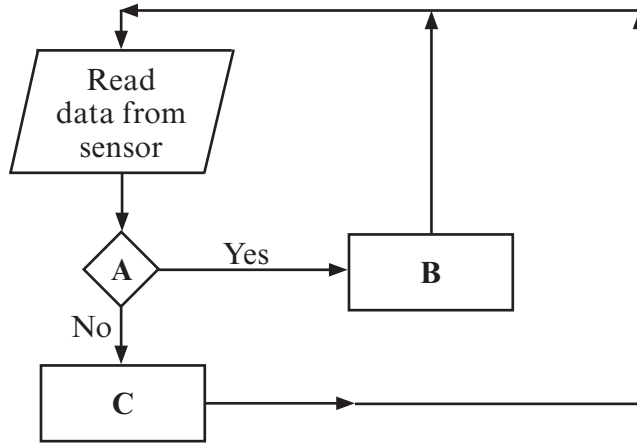 Read
data from
sensor
A
Yes
B
No
C